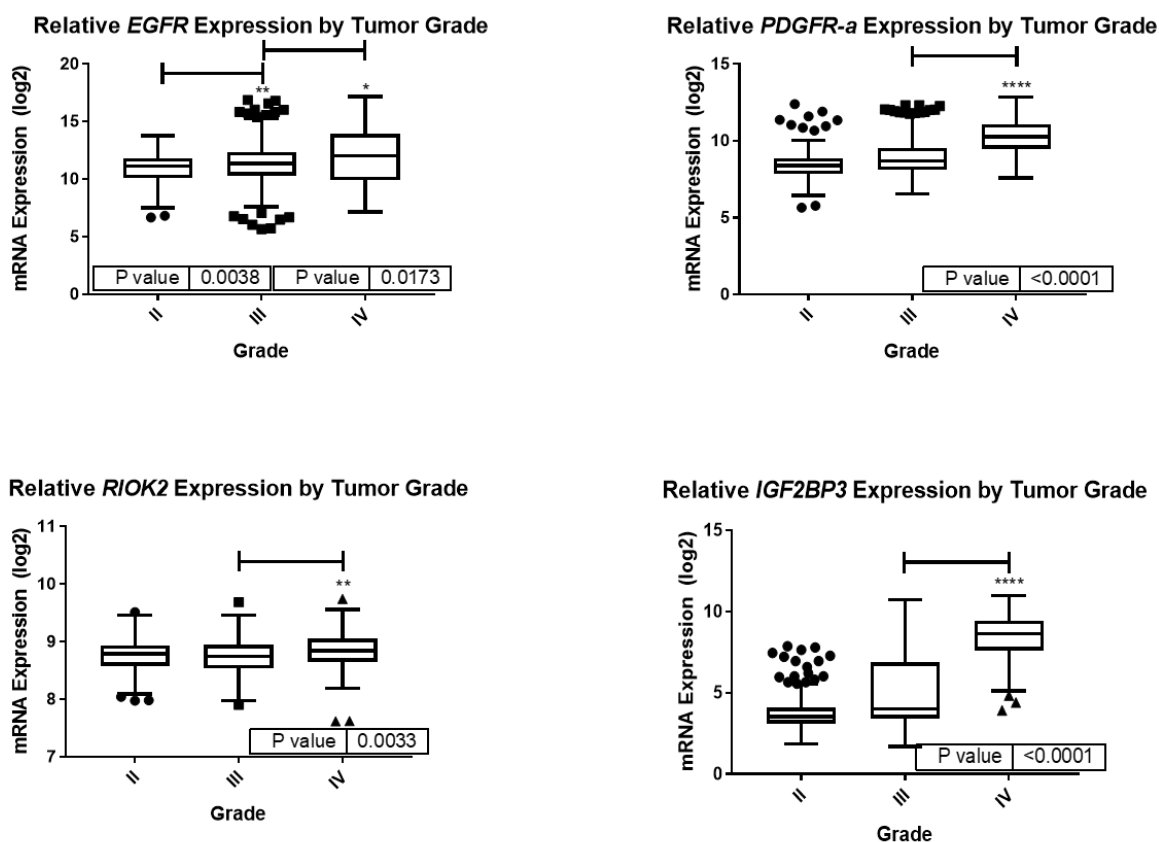 Relative EGFR Expression by Tumor Grade
mRNA Expression (log2)
20
15
10
5
0
**
*
P value 0.0038 P value 0.0173
II III IV
Grade
Relative PDGFR-a Expression by Tumor Grade
mRNA Expression (log2)
15
10
5
0
****
P value <0.0001
II III IV
Grade
Relative RIOK2 Expression by Tumor Grade
mRNA Expression (log2)
11
10
9
8
7
**
P value 0.0033
II III IV
Grade
Relative IGF2BP3 Expression by Tumor Grade
mRNA Expression (log2)
15
10
5
0
****
P value <0.0001
II III IV
Grade